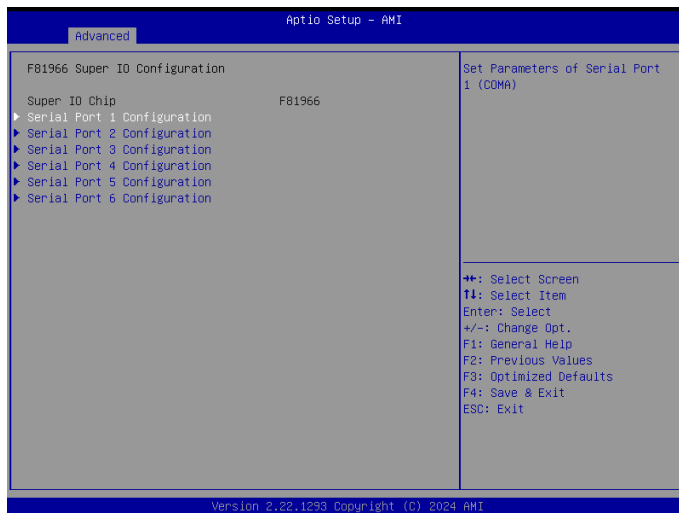 Aptio Setup – AMI
Advanced
F81966 Super IO Configuration
Super IO Chip F81966
Serial Port 1 Configuration
Serial Port 2 Configuration
Serial Port 3 Configuration
Serial Port 4 Configuration
Serial Port 5 Configuration
Serial Port 6 Configuration
Set Parameters of Serial Port
1 (COMA)
→←: Select Screen
↑↓: Select Item
Enter: Select
+/-: Change Opt.
F1: General Help
F2: Previous Values
F3: Optimized Defaults
F4: Save & Exit
ESC: Exit
Version 2.22.1293 Copyright (C) 2024 AMI